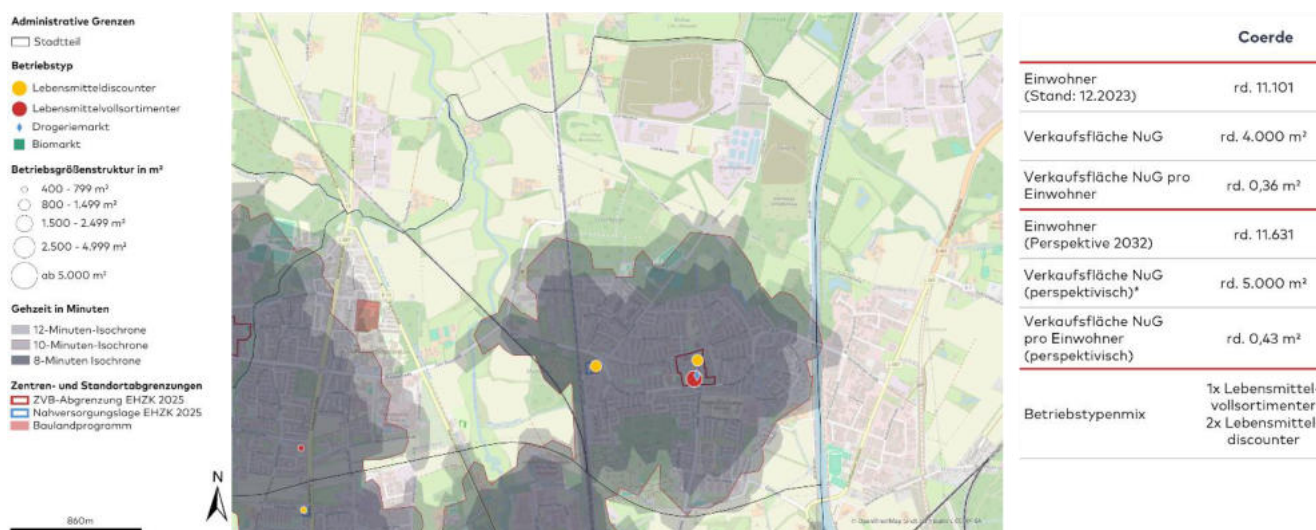 Administrative Grenzen
Stadtteil
Betriebstyp
Lebensmitteldiscounter
Lebensmittelvollsortimenter
Drogeriemarkt
Biomarkt
Betriebsgrößenstruktur in m²
400 - 799 m²
800 - 1.499 m²
1.500 - 2.499 m²
2.500 - 4.999 m²
ab 5.000 m²
Gehzeit in Minuten
12-Minuten-Isochrone
10-Minuten-Isochrone
8-Minuten Isochrone
Zentren- und Standortabgrenzungen
ZVB-Abgrenzung EHZK 2025
Nahversorgungslage EHZK 2025
Baulandprogramm
N
860m
Coerde
Einwohner
(Stand: 12.2023)
rd. 11.101
Verkaufsfläche NuG
rd. 4.000 m²
Verkaufsfläche NuG pro
Einwohner
rd. 0,36 m²
Einwohner
(Perspektive 2032)
rd. 11.631
Verkaufsfläche NuG
(perspektivisch)*
rd. 5.000 m²
Verkaufsfläche NuG
pro Einwohner
(perspektivisch)
rd. 0,43 m²
Betriebstypenmix
1x Lebensmittel-
vollsortimenter
2x Lebensmittel-
discounter